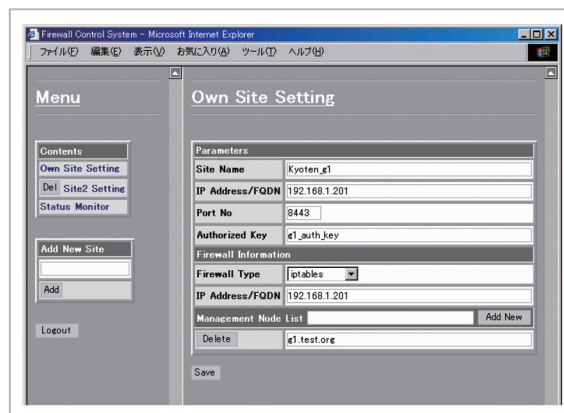 Firewall Control System - Microsoft Internet Explorer
ファイル(F) 編集(E) 表示(V) お気に入り(A) ツール(T) ヘルプ(H)
Menu
Contents
Own Site Setting
Del Site2 Setting
Status Monitor
Add New Site
Add
Logout
Own Site Setting
Parameters
Site Name Kyoten_g1
IP Address/FQDN 192.168.1.201
Port No 8443
Authorized Key g1_auth_key
Firewall Information
Firewall Type iptables
IP Address/FQDN 192.168.1.201
Management Node List Add New
Delete g1.test.org
Save